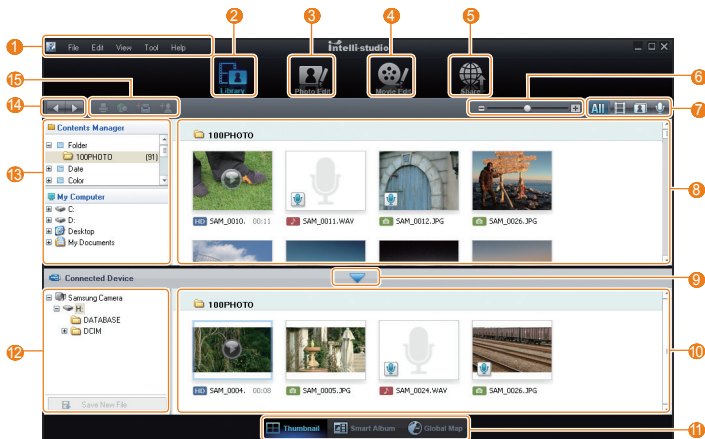 2 3 4 5
1 File Edit View Tool Help
Intelli-studio
Library Photo Edit Movie Edit Share
15
6
14
All
7
Contents Manager
Folder
100PHOTO (91)
Date
Color
13
My Computer
C:
D:
Desktop
My Documents
100PHOTO
HD SAM_0010. 00:11
SAM_0011.WAV
SAM_0012.JPG
SAM_0026.JPG
8
Connected Device
9
Samsung Camera
H:
DATABASE
DCIM
12
Save New File
100PHOTO
HD SAM_0004. 00:08
SAM_0005.JPG
SAM_0024.WAV
SAM_0026.JPG
10
Thumbnail Smart Album Global Map
11